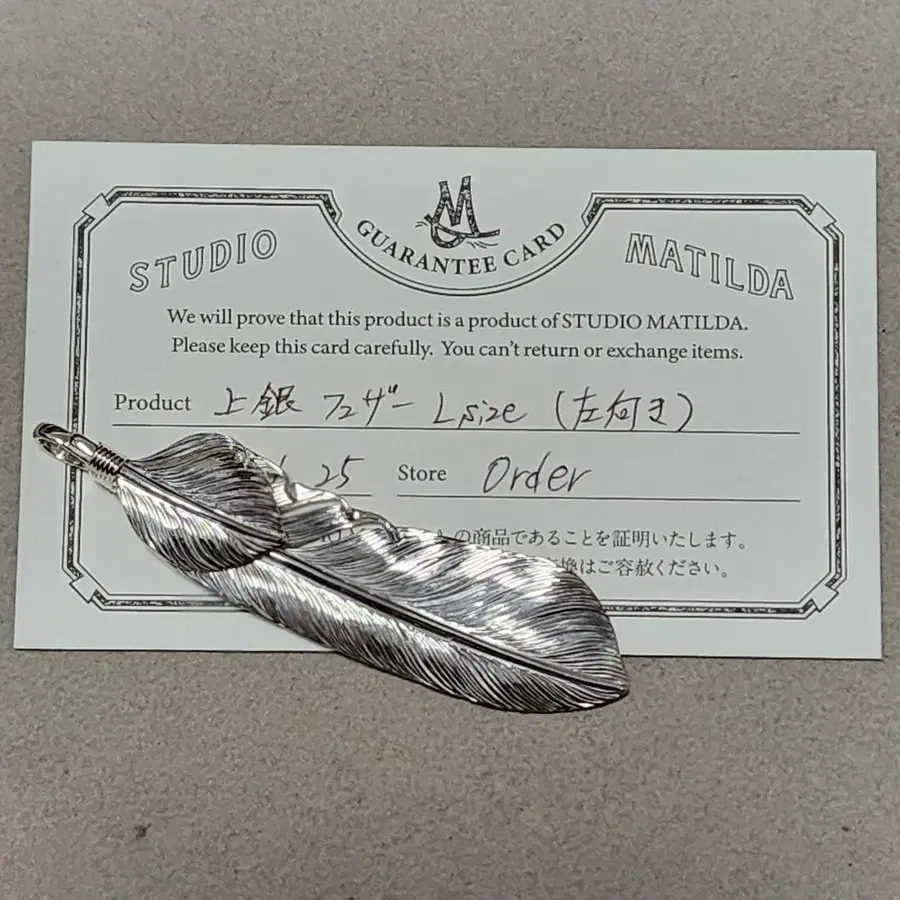 M
GUARANTEE CARD
STUDIO MATILDA
We will prove that this product is a product of STUDIO MATILDA.
Please keep this card carefully. You can't return or exchange items.
Product 上銀 フェザー Lsize (左向き)
25 Store Order
の商品であることを証明いたします。
換はご容赦ください。